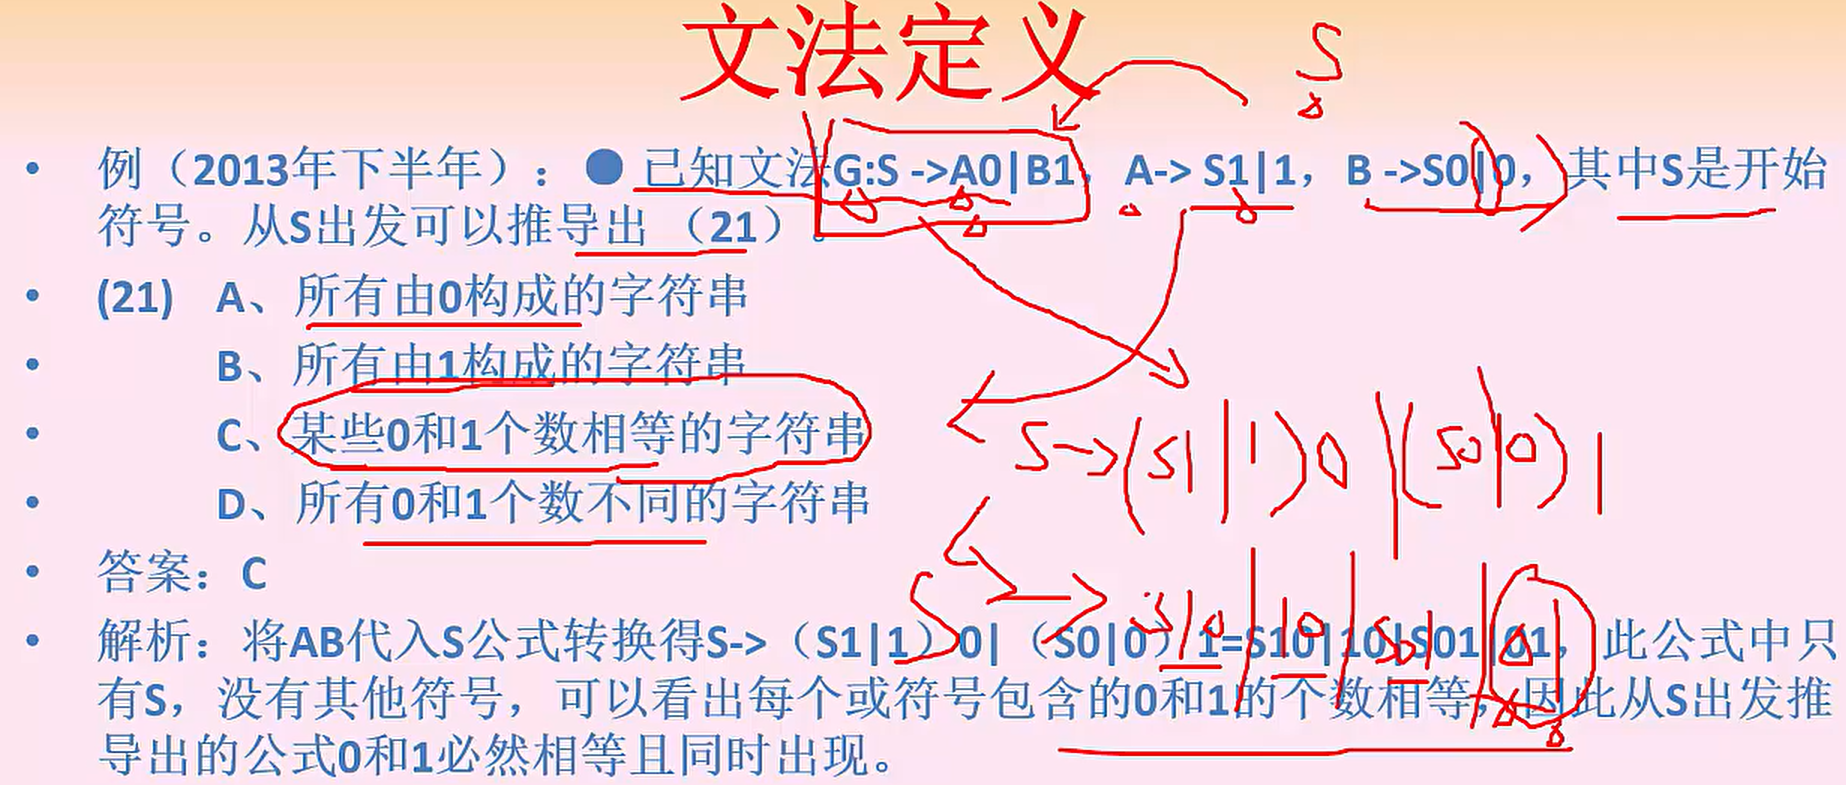 文法定义
S
• 例（2013年下半年）：● 已知文法G:S ->A0|B1，A-> S1|1，B ->S0|0，其中S是开始
符号。从S出发可以推导出 （21）。
• (21) A、所有由0构成的字符串
• B、所有由1构成的字符串
• C、某些0和1个数相等的字符串
S→(S1|1)0|(S0|0)1
• D、所有0和1个数不同的字符串
• 答案：C
S→S10|10|S01|01
• 解析：将AB代入S公式转换得S->（S1|1）0|（S0|0）1=S10|10|S01|01，此公式中只
有S，没有其他符号，可以看出每个或符号包含的0和1的个数相等，因此从S出发推
导出的公式0和1必然相等且同时出现。